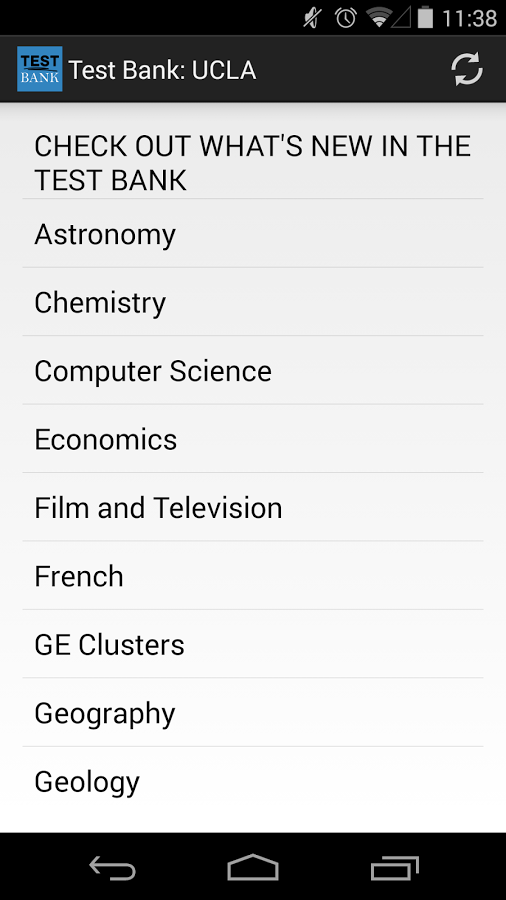 11:38
TEST
BANK
Test Bank: UCLA
CHECK OUT WHAT'S NEW IN THE
TEST BANK
Astronomy
Chemistry
Computer Science
Economics
Film and Television
French
GE Clusters
Geography
Geology